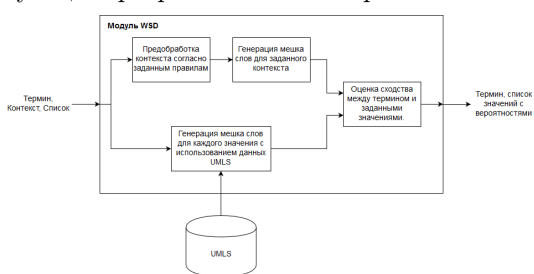 Модуль WSD
Предобработка
контекста согласно
заданным правилам
Генерация мешка
слов для заданного
контекста
Термин,
Контекст, Список
Генерация мешка слов
для каждого значения с
использованием данных
UMLS
Оценка сходства
между термином и
заданными
значениями.
Термин, список
значений с
вероятностями
UMLS